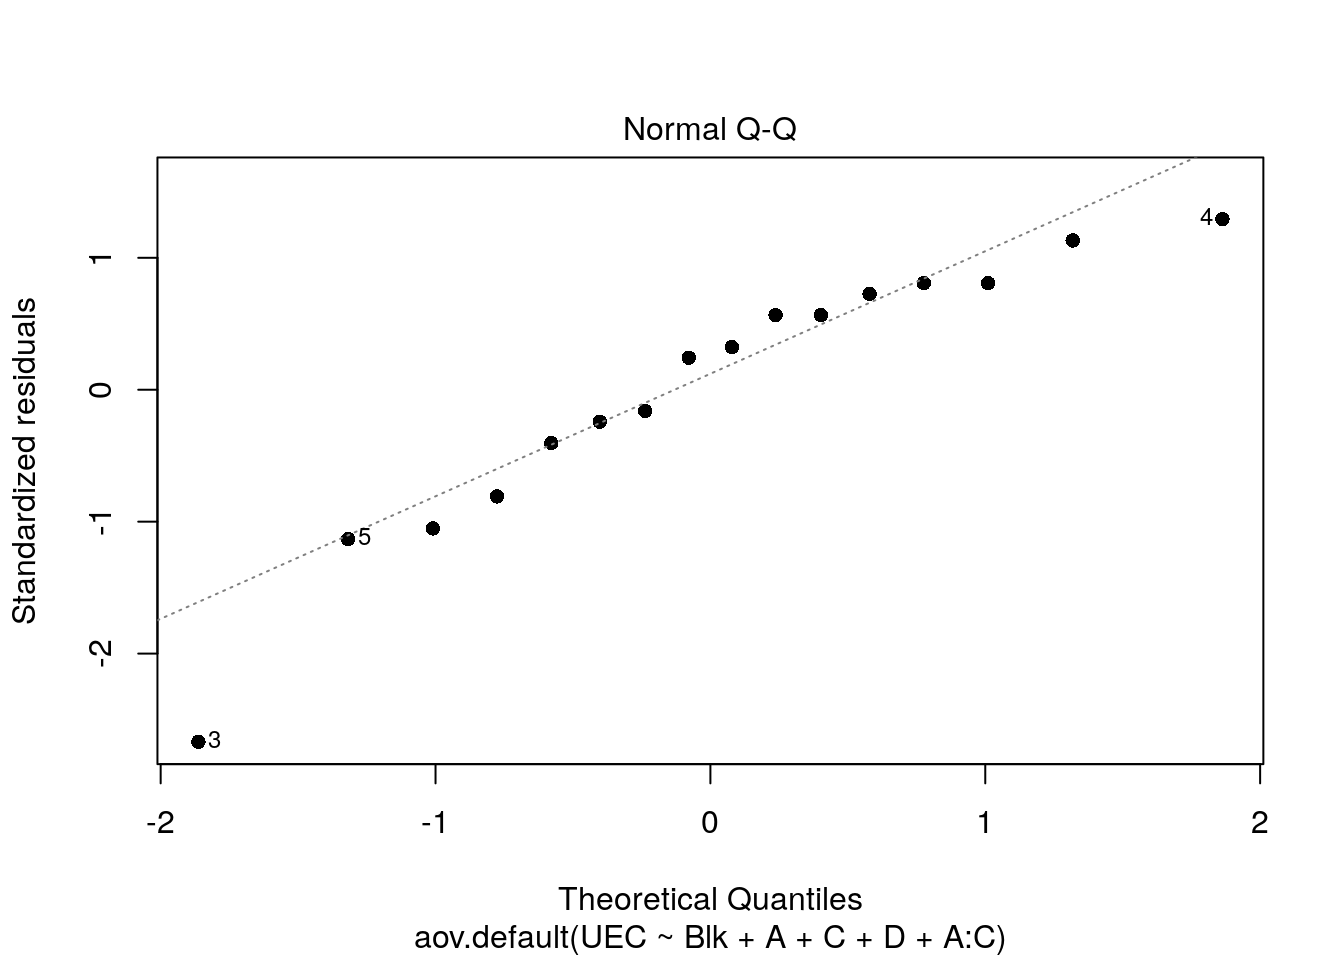 Normal Q-Q
Standardized residuals
1
0
-1
-2
4
5
3
-2 -1 0 1 2
Theoretical Quantiles
aov.default(UEC ~ Blk + A + C + D + A:C)